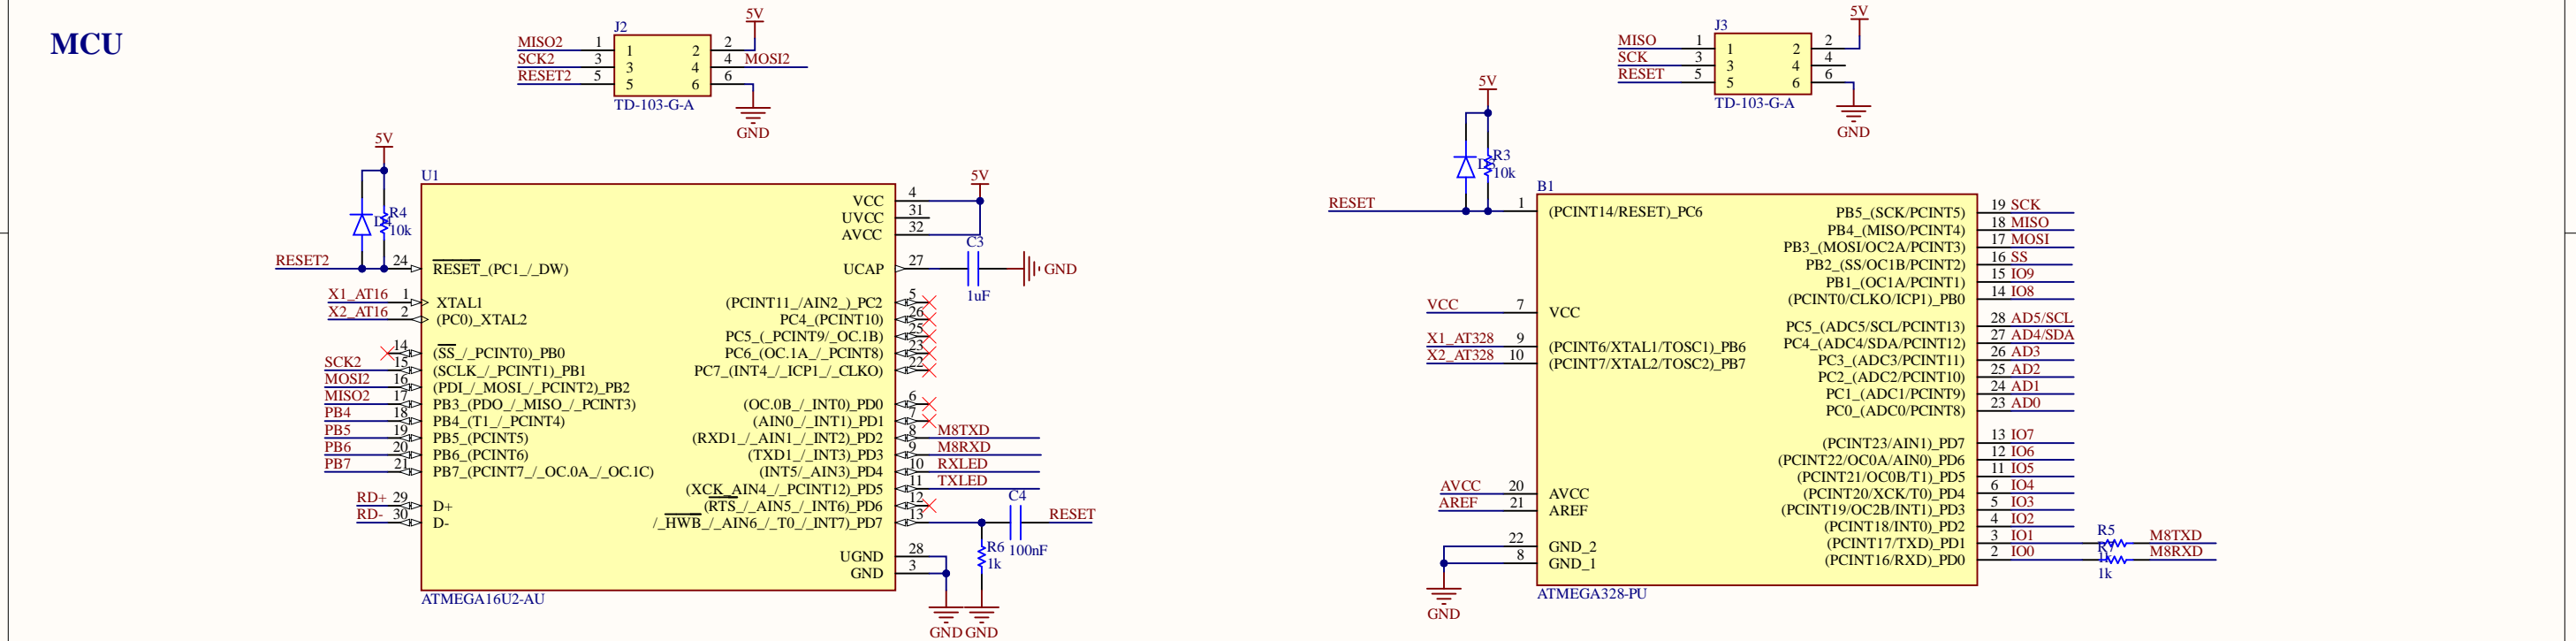 MCU
J2
5V
MISO2 1 1 2 2
SCK2 3 3 4 4 MOSI2
RESET2 5 5 6 6
TD-103-G-A
GND
5V
R4
10k
RESET2
U1
24 RESET_(PC1_/_DW)
X1_AT16 1 XTAL1
X2_AT16 2 (PC0)_XTAL2
14 (SS_/_PCINT0)_PB0
SCK2 15 (SCLK_/_PCINT1)_PB1
MOSI2 16 (PDI_/_MOSI_/_PCINT2)_PB2
MISO2 17 PB3_(PDO_/_MISO_/_PCINT3)
PB4 18 PB4_(T1_/_PCINT4)
PB5 19 PB5_(PCINT5)
PB6 20 PB6_(PCINT6)
PB7 21 PB7_(PCINT7_/_OC.0A_/_OC.1C)
RD+ 29 D+
RD- 30 D-
ATMEGA16U2-AU
5V
VCC 4
UVCC 31
AVCC 32
C3
UCAP 27 GND
1uF
(PCINT11_/AIN2_)_PC2 5
PC4_(PCINT10) 26
PC5_(_PCINT9/_OC.1B) 25
PC6_(OC.1A_/_PCINT8) 23
PC7_(INT4_/_ICP1_/_CLKO) 22
(OC.0B_/_INT0)_PD0 6
(AIN0_/_INT1)_PD1 7
(RXD1_/_AIN1_/_INT2)_PD2 8 M8TXD
(TXD1_/_INT3)_PD3 9 M8RXD
(INT5/_AIN3)_PD4 10 RXLED
(XCK_AIN4_/_PCINT12)_PD5 11 TXLED
(RTS_/_AIN5_/_INT6)_PD6 12
/_HWB_/_AIN6_/_T0_/_INT7)_PD7 13
C4
RESET
100nF
R6
1k
UGND 28
GND 3
GND GND
J3
5V
MISO 1 1 2 2
SCK 3 3 4 4
RESET 5 5 6 6
TD-103-G-A
GND
5V
R3
10k
RESET
B1
1 (PCINT14/RESET)_PC6
VCC 7 VCC
X1_AT328 9 (PCINT6/XTAL1/TOSC1)_PB6
X2_AT328 10 (PCINT7/XTAL2/TOSC2)_PB7
AVCC 20 AVCC
AREF 21 AREF
22 GND_2
8 GND_1
GND
ATMEGA328-PU
PB5_(SCK/PCINT5) 19 SCK
PB4_(MISO/PCINT4) 18 MISO
PB3_(MOSI/OC2A/PCINT3) 17 MOSI
PB2_(SS/OC1B/PCINT2) 16 SS
PB1_(OC1A/PCINT1) 15 IO9
(PCINT0/CLKO/ICP1)_PB0 14 IO8
PC5_(ADC5/SCL/PCINT13) 28 AD5/SCL
PC4_(ADC4/SDA/PCINT12) 27 AD4/SDA
PC3_(ADC3/PCINT11) 26 AD3
PC2_(ADC2/PCINT10) 25 AD2
PC1_(ADC1/PCINT9) 24 AD1
PC0_(ADC0/PCINT8) 23 AD0
(PCINT23/AIN1)_PD7 13 IO7
(PCINT22/OC0A/AIN0)_PD6 12 IO6
(PCINT21/OC0B/T1)_PD5 11 IO5
(PCINT20/XCK/T0)_PD4 6 IO4
(PCINT19/OC2B/INT1)_PD3 5 IO3
(PCINT18/INT0)_PD2 4 IO2
(PCINT17/TXD)_PD1 3 IO1 R5 M8TXD
(PCINT16/RXD)_PD0 2 IO0 M8RXD
1k